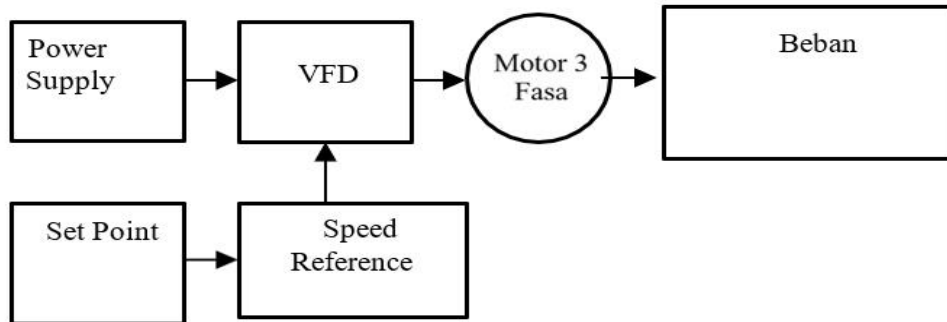 Power
Supply
VFD
Motor 3
Fasa
Beban
Set Point
Speed
Reference